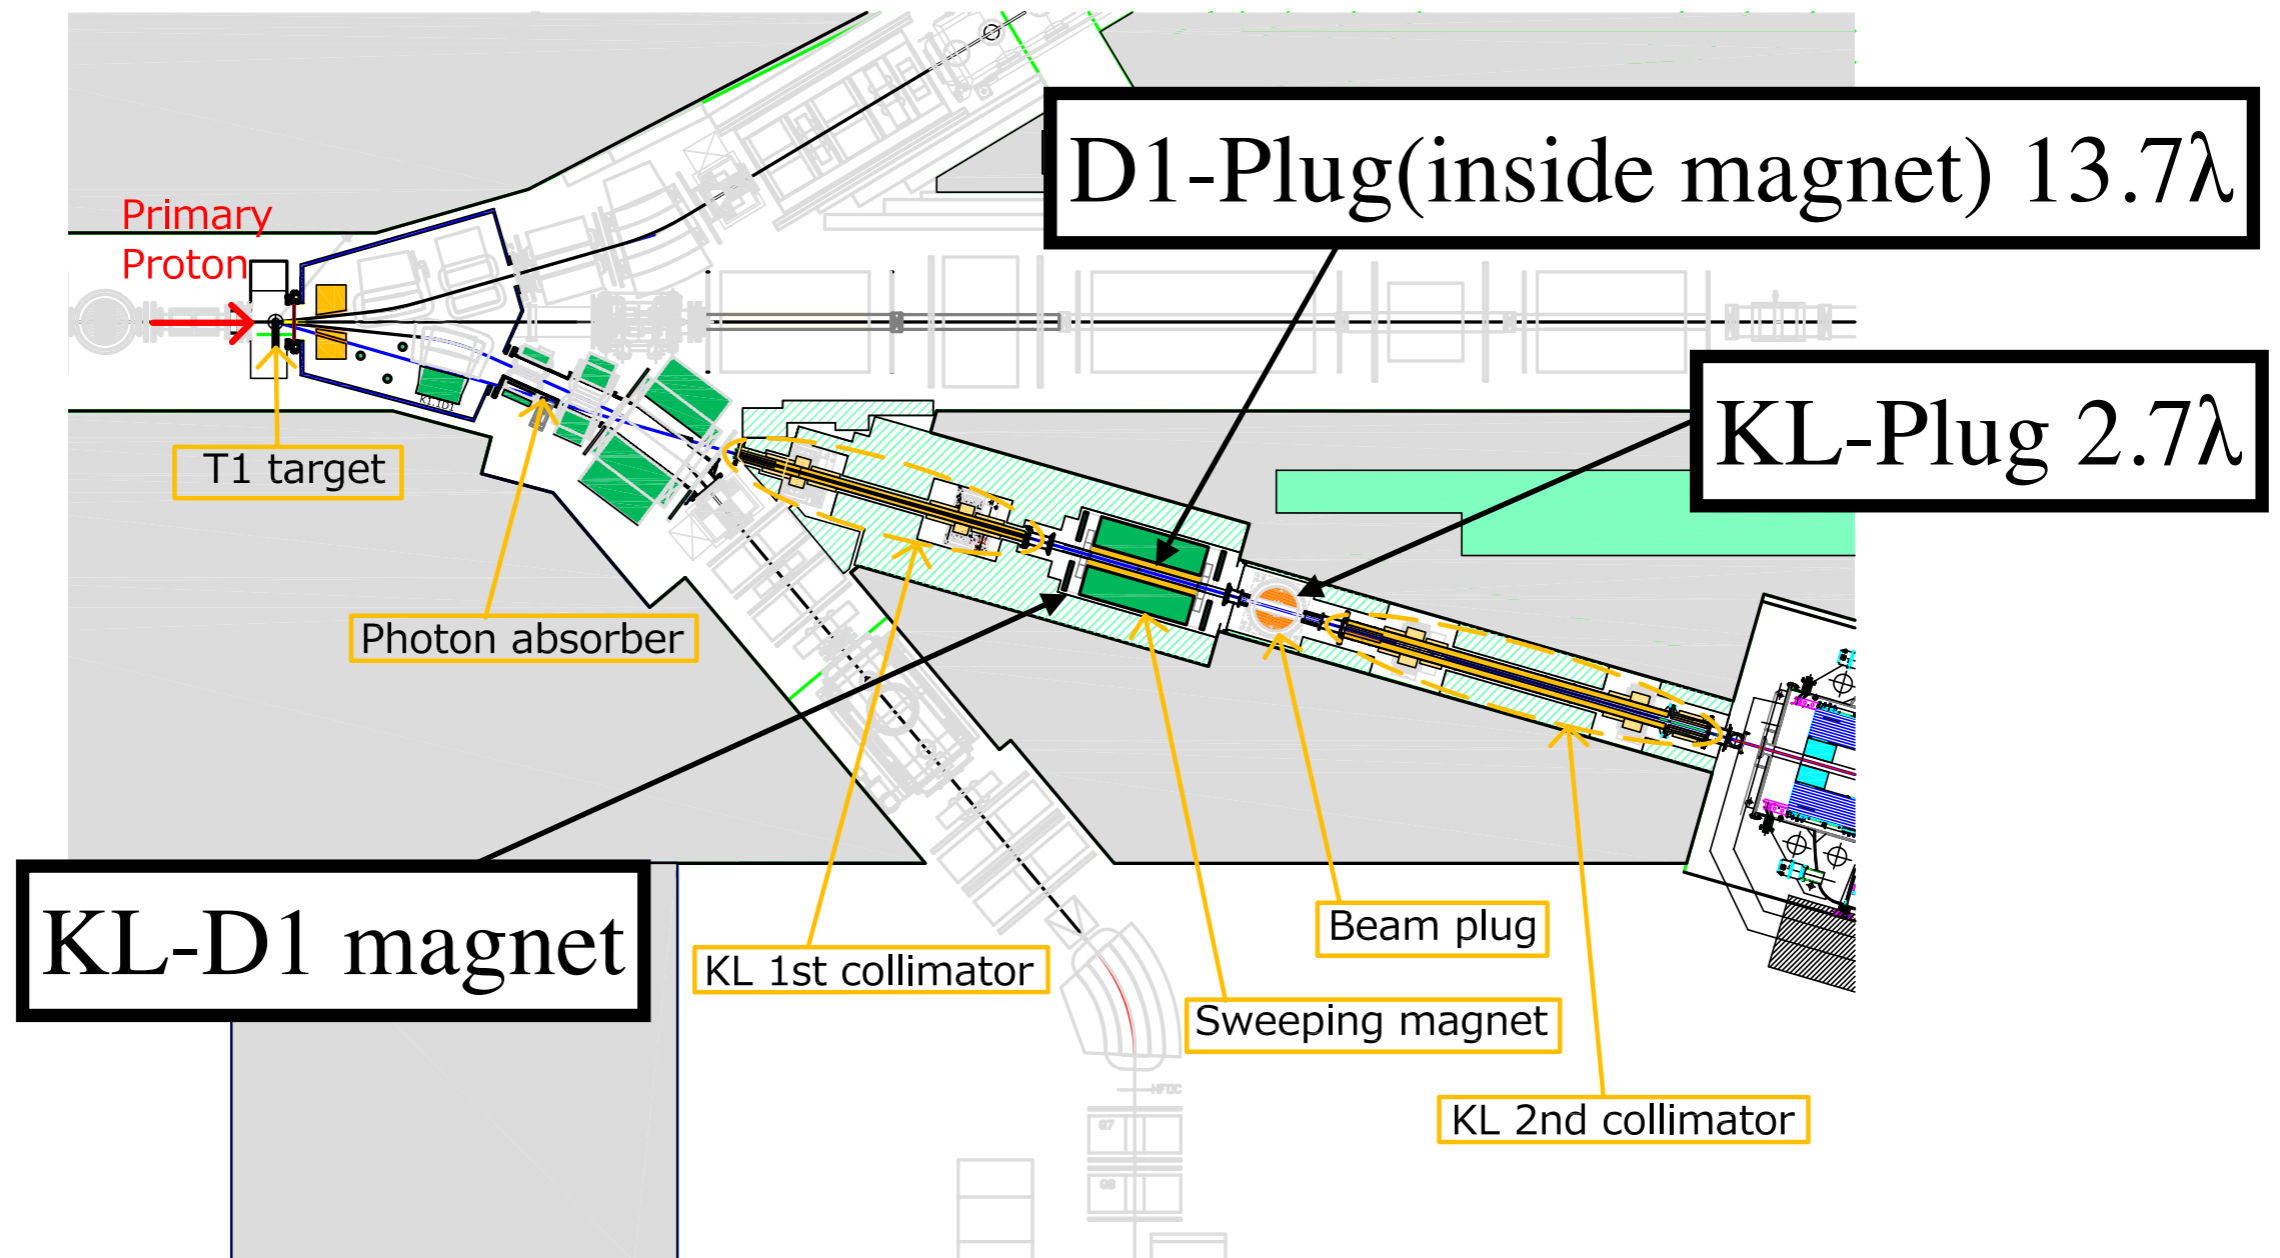 D1-Plug(inside magnet) 13.7λ
Primary
Proton
KL-Plug 2.7λ
T1 target
Photon absorber
KL-D1 magnet
KL 1st collimator
Beam plug
Sweeping magnet
KL 2nd collimator